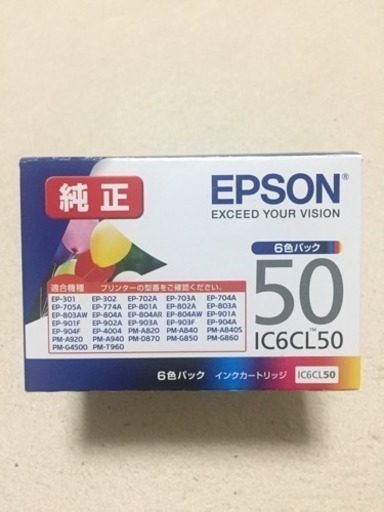 純正
EPSON®
EXCEED YOUR VISION
6色パック
50
IC6CL50™
適合機種 プリンターの型番をご確認ください。
EP-301 EP-302 EP-702A EP-703A EP-704A
EP-705A EP-774A EP-801A EP-802A EP-803A
EP-803AW EP-804A EP-804AR EP-804AW EP-901A
EP-901F EP-902A EP-903A EP-903F EP-904A
EP-904F EP-4004 PM-A820 PM-A840 PM-A840S
PM-A920 PM-A940 PM-D870 PM-G850 PM-G860
PM-G4500 PM-T960
6色パック インクカートリッジ IC6CL50